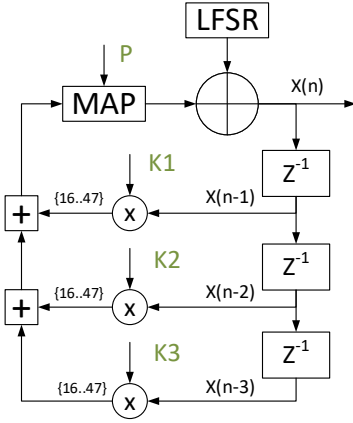 LFSR
P
X(n)
MAP
K1
Z-1
{16..47}
X(n-1)
+
x
K2
Z-1
{16..47}
X(n-2)
+
x
K3
Z-1
{16..47}
X(n-3)
x